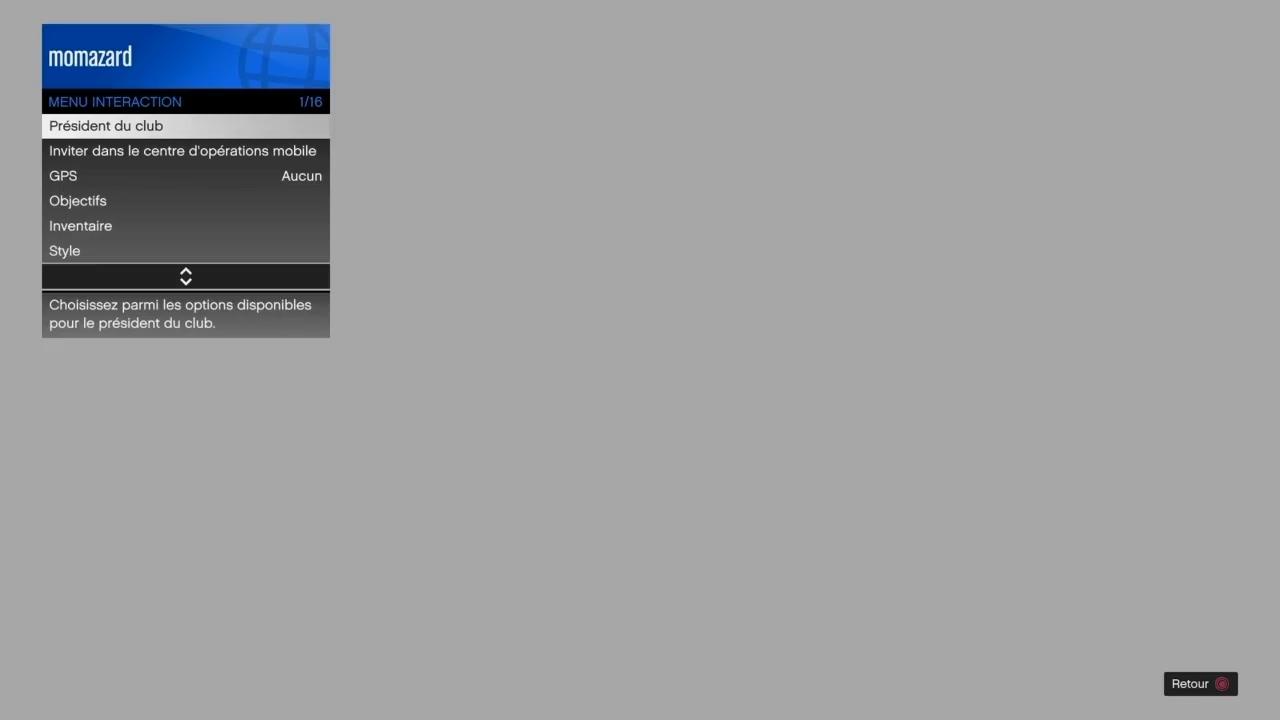 momazard
MENU INTERACTION 1/16
Président du club
Inviter dans le centre d'opérations mobile
GPS Aucun
Objectifs
Inventaire
Style
Choisissez parmi les options disponibles
pour le président du club.
Retour